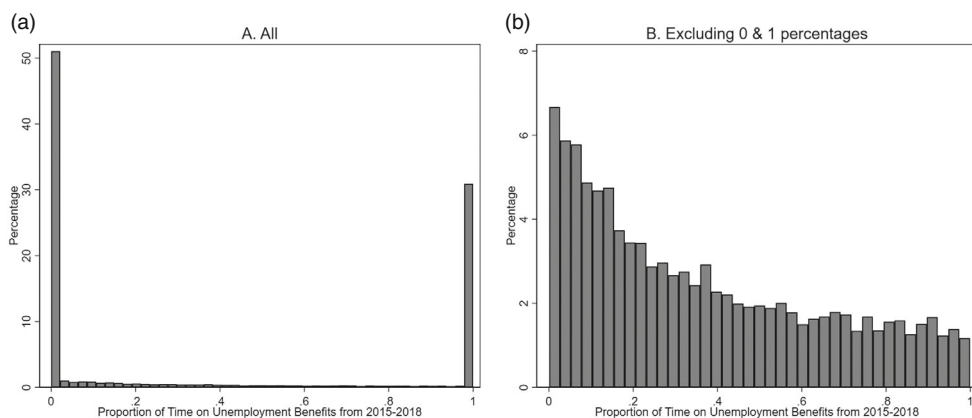 (a)
A. All
Percentage
50
40
30
20
10
0
0 .2 .4 .6 .8 1
Proportion of Time on Unemployment Benefits from 2015-2018
(b)
B. Excluding 0 & 1 percentages
Percentage
8
6
4
2
0
0 .2 .4 .6 .8 1
Proportion of Time on Unemployment Benefits from 2015-2018